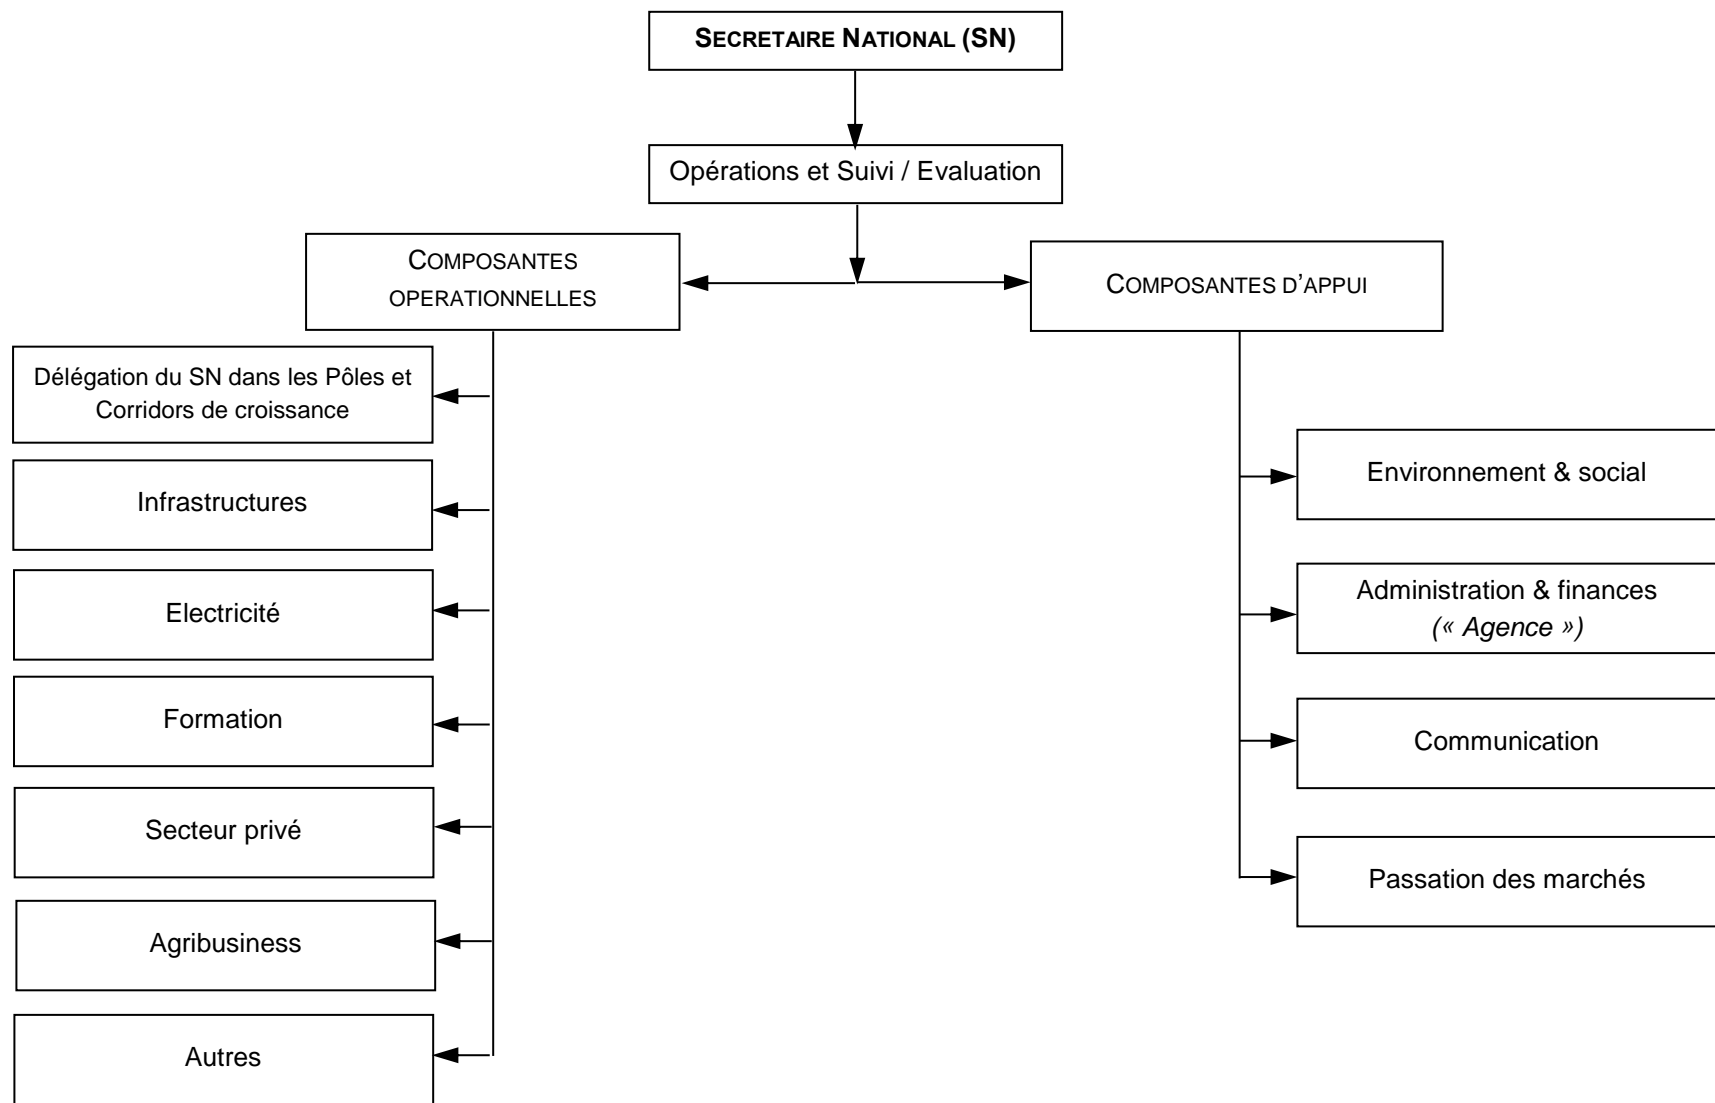 SECRETAIRE NATIONAL (SN)
Opérations et Suivi / Evaluation
COMPOSANTES
OPERATIONNELLES
COMPOSANTES D’APPUI
Délégation du SN dans les Pôles et
Corridors de croissance
Infrastructures
Electricité
Formation
Secteur privé
Agribusiness
Autres
Environnement & social
Administration & finances
(« Agence »)
Communication
Passation des marchés